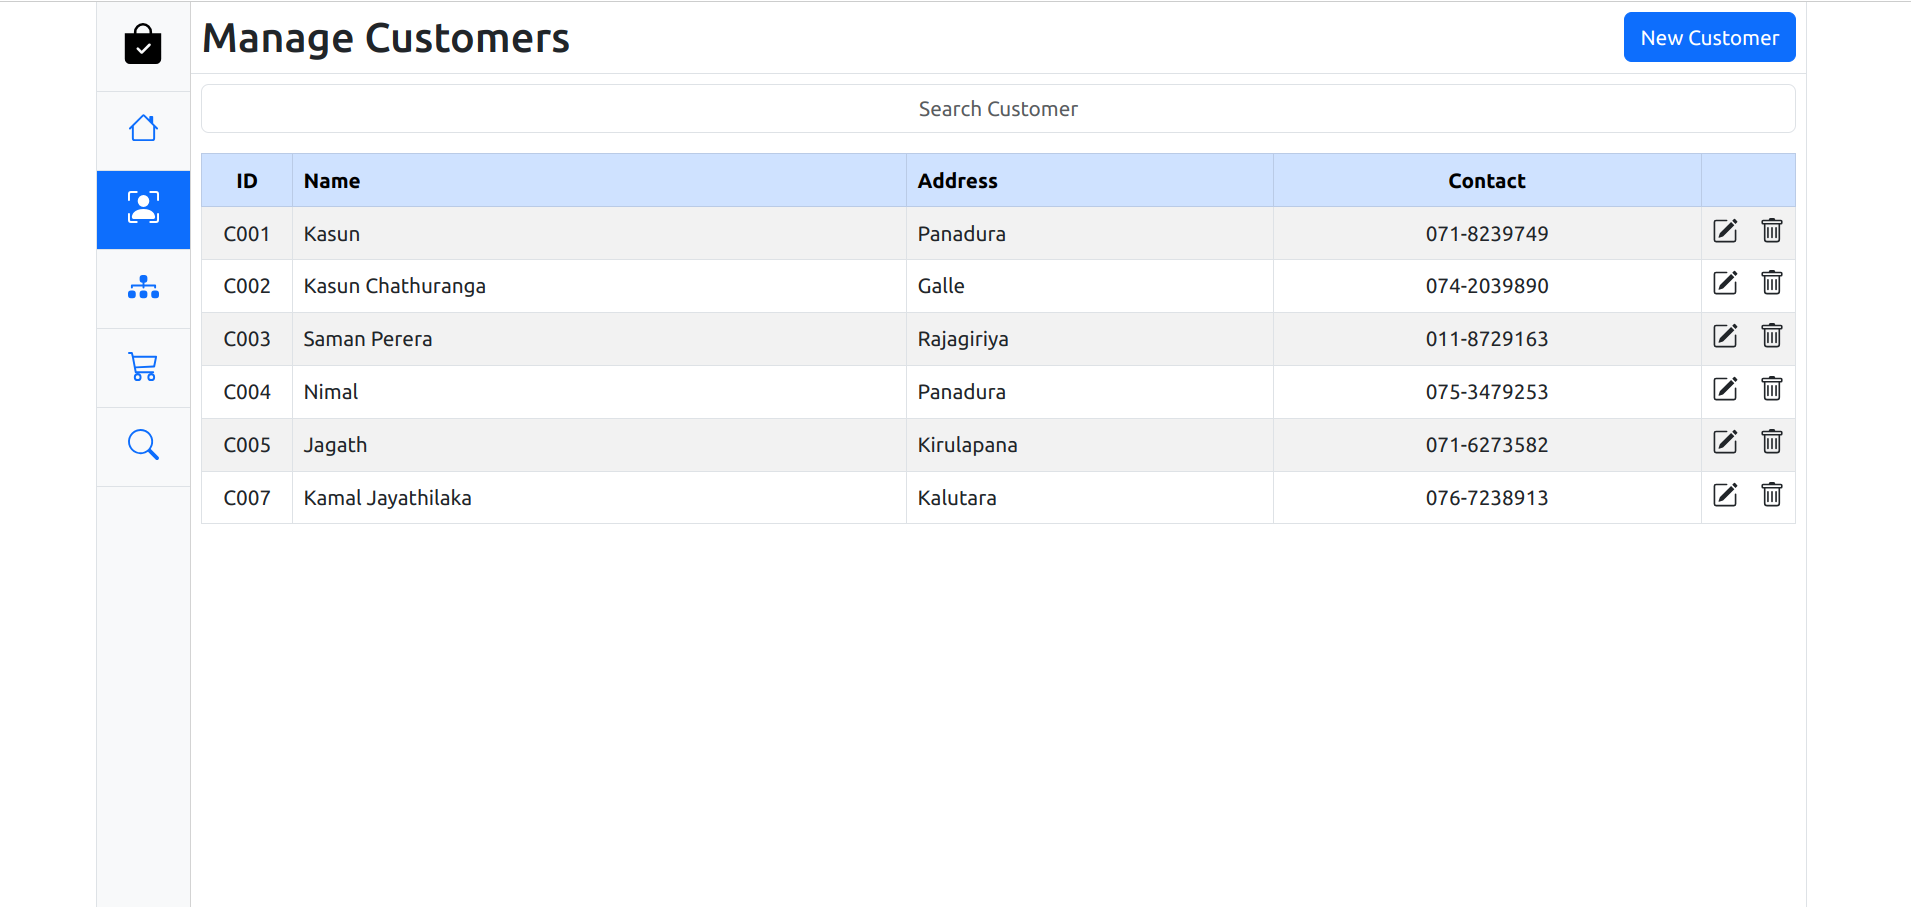 Manage Customers New Customer
Search Customer
ID Name Address Contact
C001 Kasun Panadura 071-8239749
C002 Kasun Chathuranga Galle 074-2039890
C003 Saman Perera Rajagiriya 011-8729163
C004 Nimal Panadura 075-3479253
C005 Jagath Kirulapana 071-6273582
C007 Kamal Jayathilaka Kalutara 076-7238913